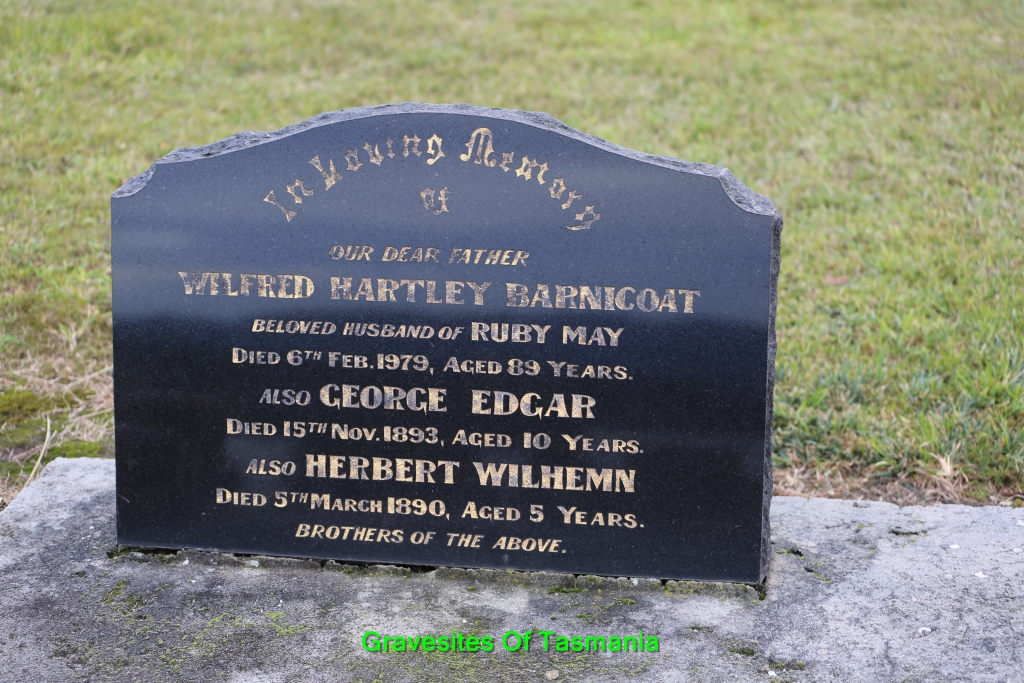 In Loving Memory
of
OUR DEAR FATHER
WILFRED HARTLEY BARNICOAT
BELOVED HUSBAND OF RUBY MAY
DIED 6TH FEB. 1979, AGED 89 YEARS.
ALSO GEORGE EDGAR
DIED 15TH NOV. 1893, AGED 10 YEARS.
ALSO HERBERT WILHEMN
DIED 5TH MARCH 1890, AGED 5 YEARS.
BROTHERS OF THE ABOVE.
Gravesites Of Tasmania